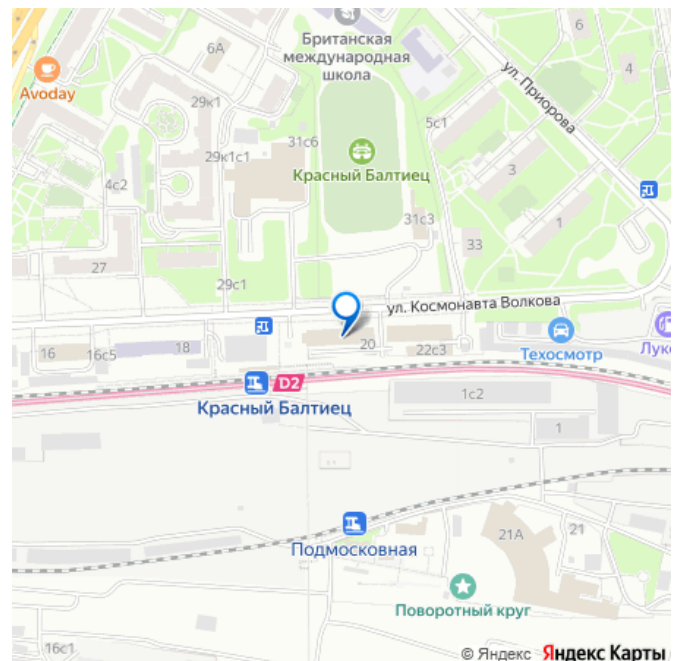 6А
Британская
международная
школа
6
4
ул. Приорова
Avoday
29к1
5с1
31с6
29к1с1
3
Красный Балтиец
4с2
31с3
1
33
27
29с1
ул. Космонавта Волкова
16
16с5
18
20
22с3
Техосмотр
Луко
D2
Красный Балтиец
1с2
1
Подмосковная
21А
21
Поворотный круг
16с1
© Яндекс Яндекс Карты